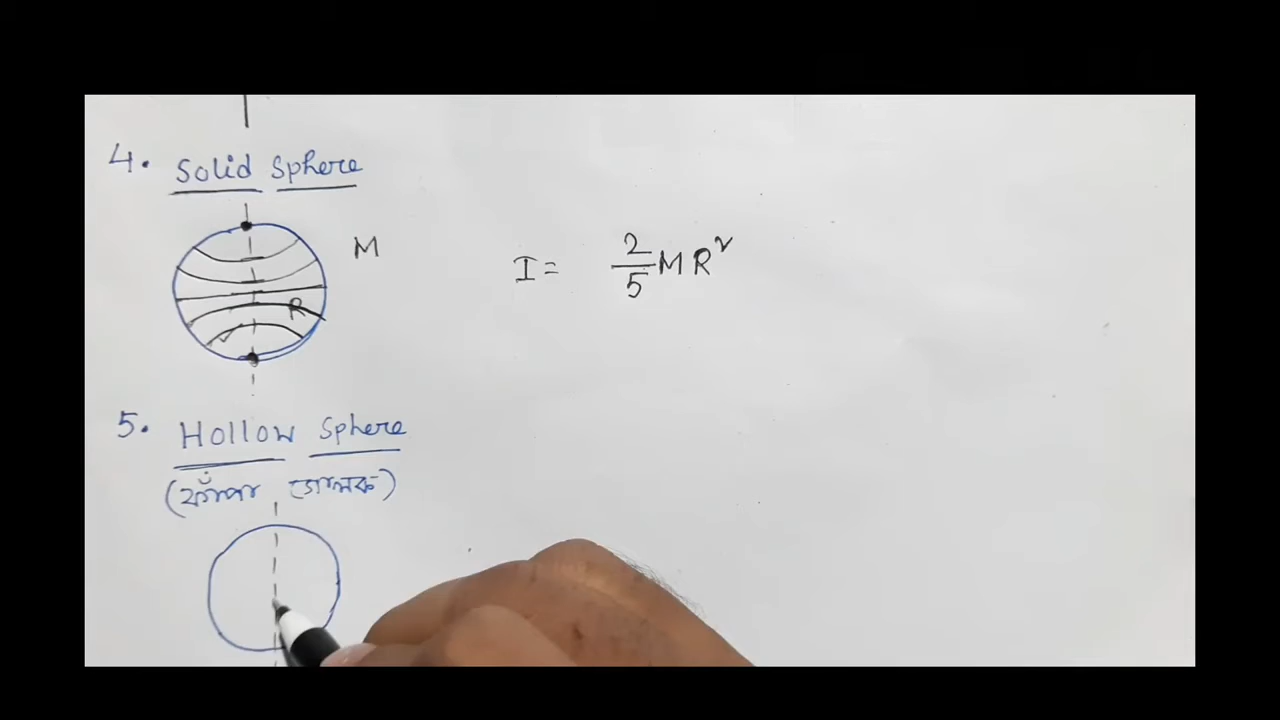 4. Solid Sphere
M
I = 2/5 MR²
R
5. Hollow Sphere
(ফাঁপা গোলক)